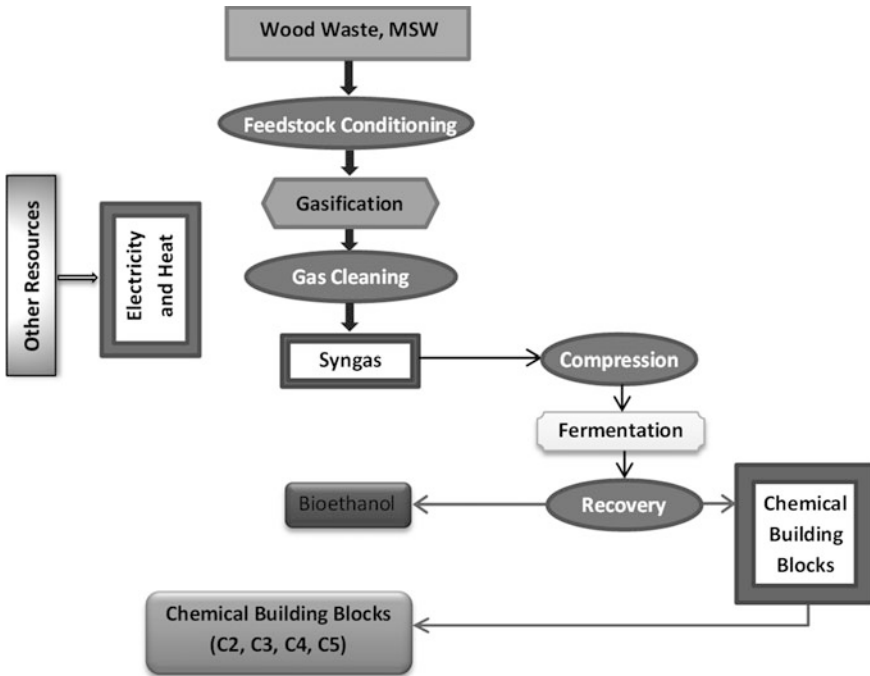 Wood Waste, MSW
Feedstock Conditioning
Gasification
Gas Cleaning
Other Resources
Electricity
and Heat
Syngas
Compression
Fermentation
Recovery
Bioethanol
Chemical
Building
Blocks
Chemical Building Blocks
(C2, C3, C4, C5)